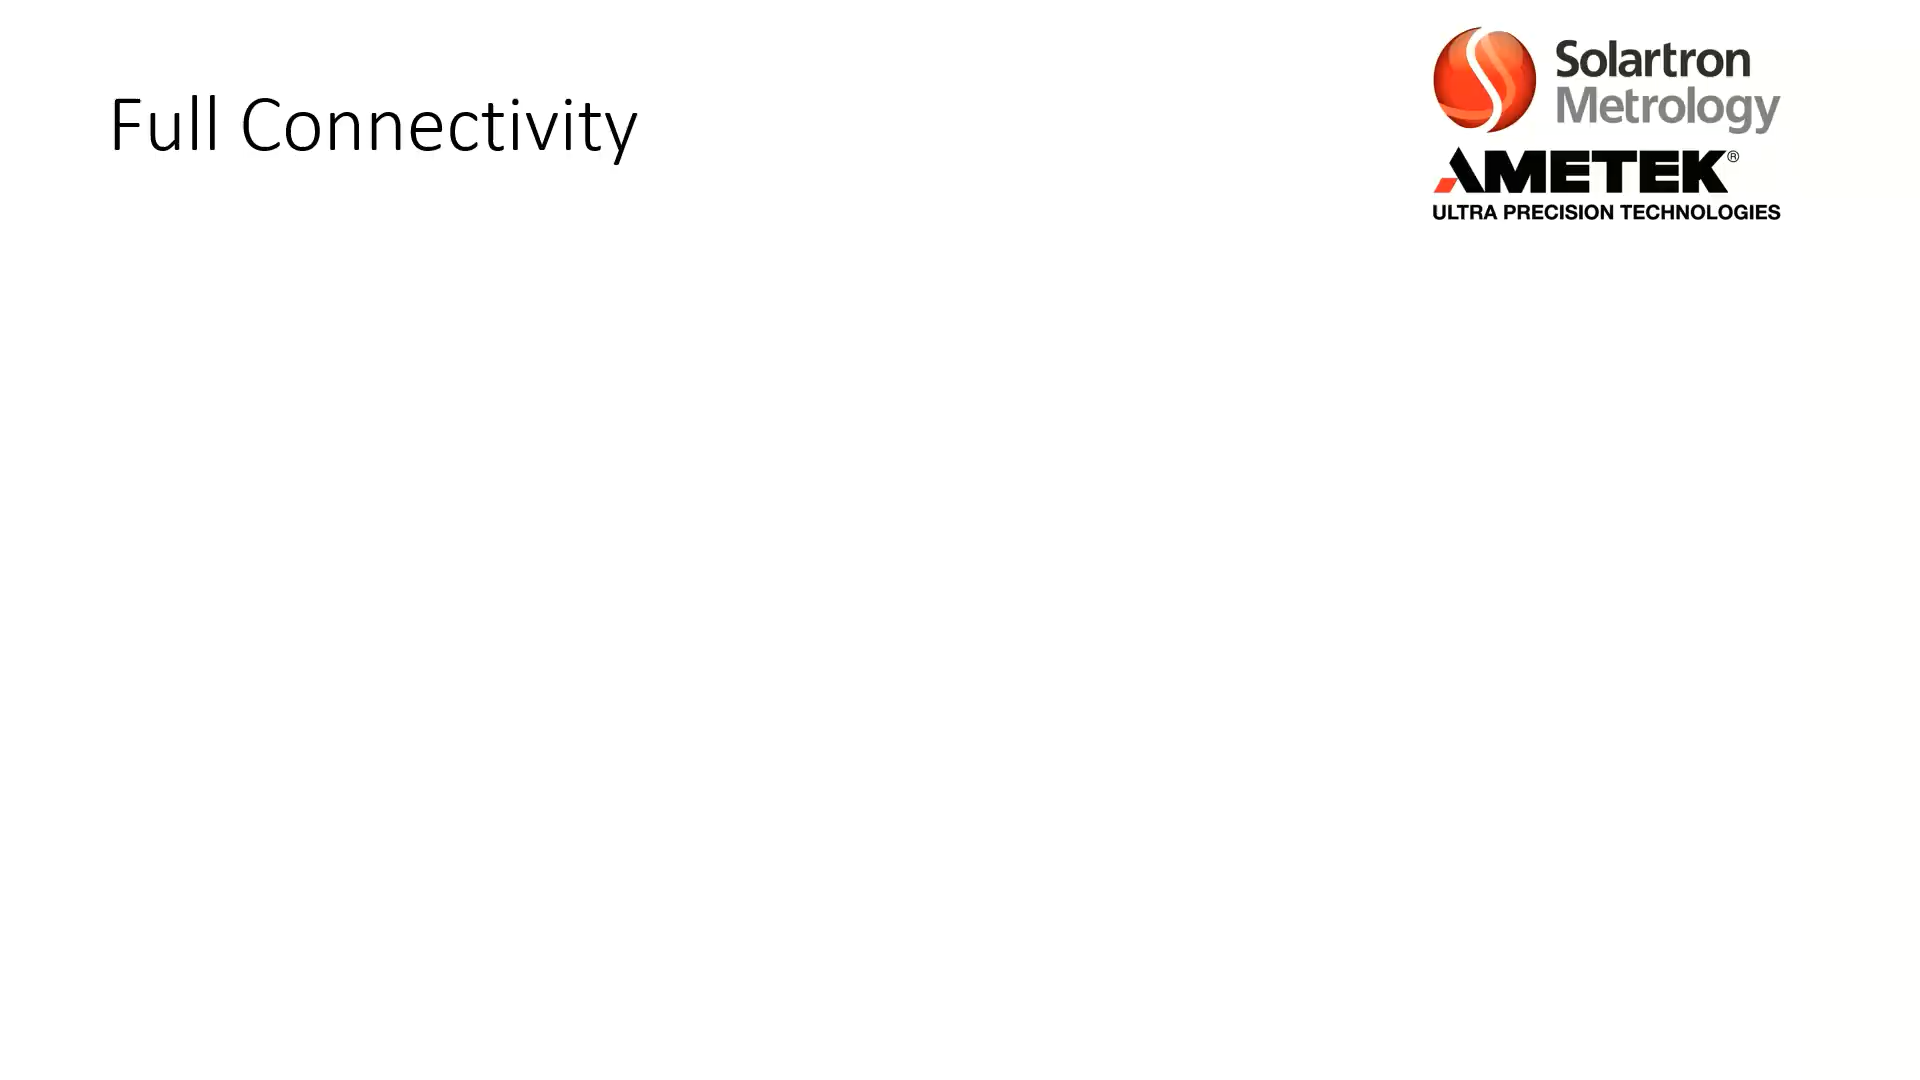 Full Connectivity
Solartron
Metrology
AMETEK®
ULTRA PRECISION TECHNOLOGIES